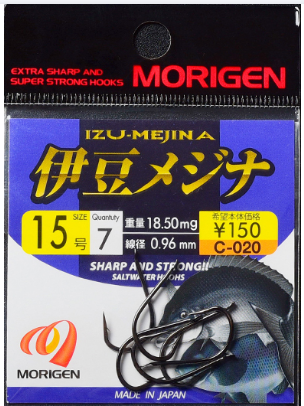 EXTRA SHARP AND
SUPER STRONG HOOKS
MORIGEN
IZU-MEJINA
伊豆メジナ
15 SIZE 号
Quantity 7
重量 18.50mg
線径 0.96 mm
希望本体価格
¥150
C-020
SHARP AND STRONG!!
SALTWATER HOOHS
MORIGEN
MADE IN JAPAN